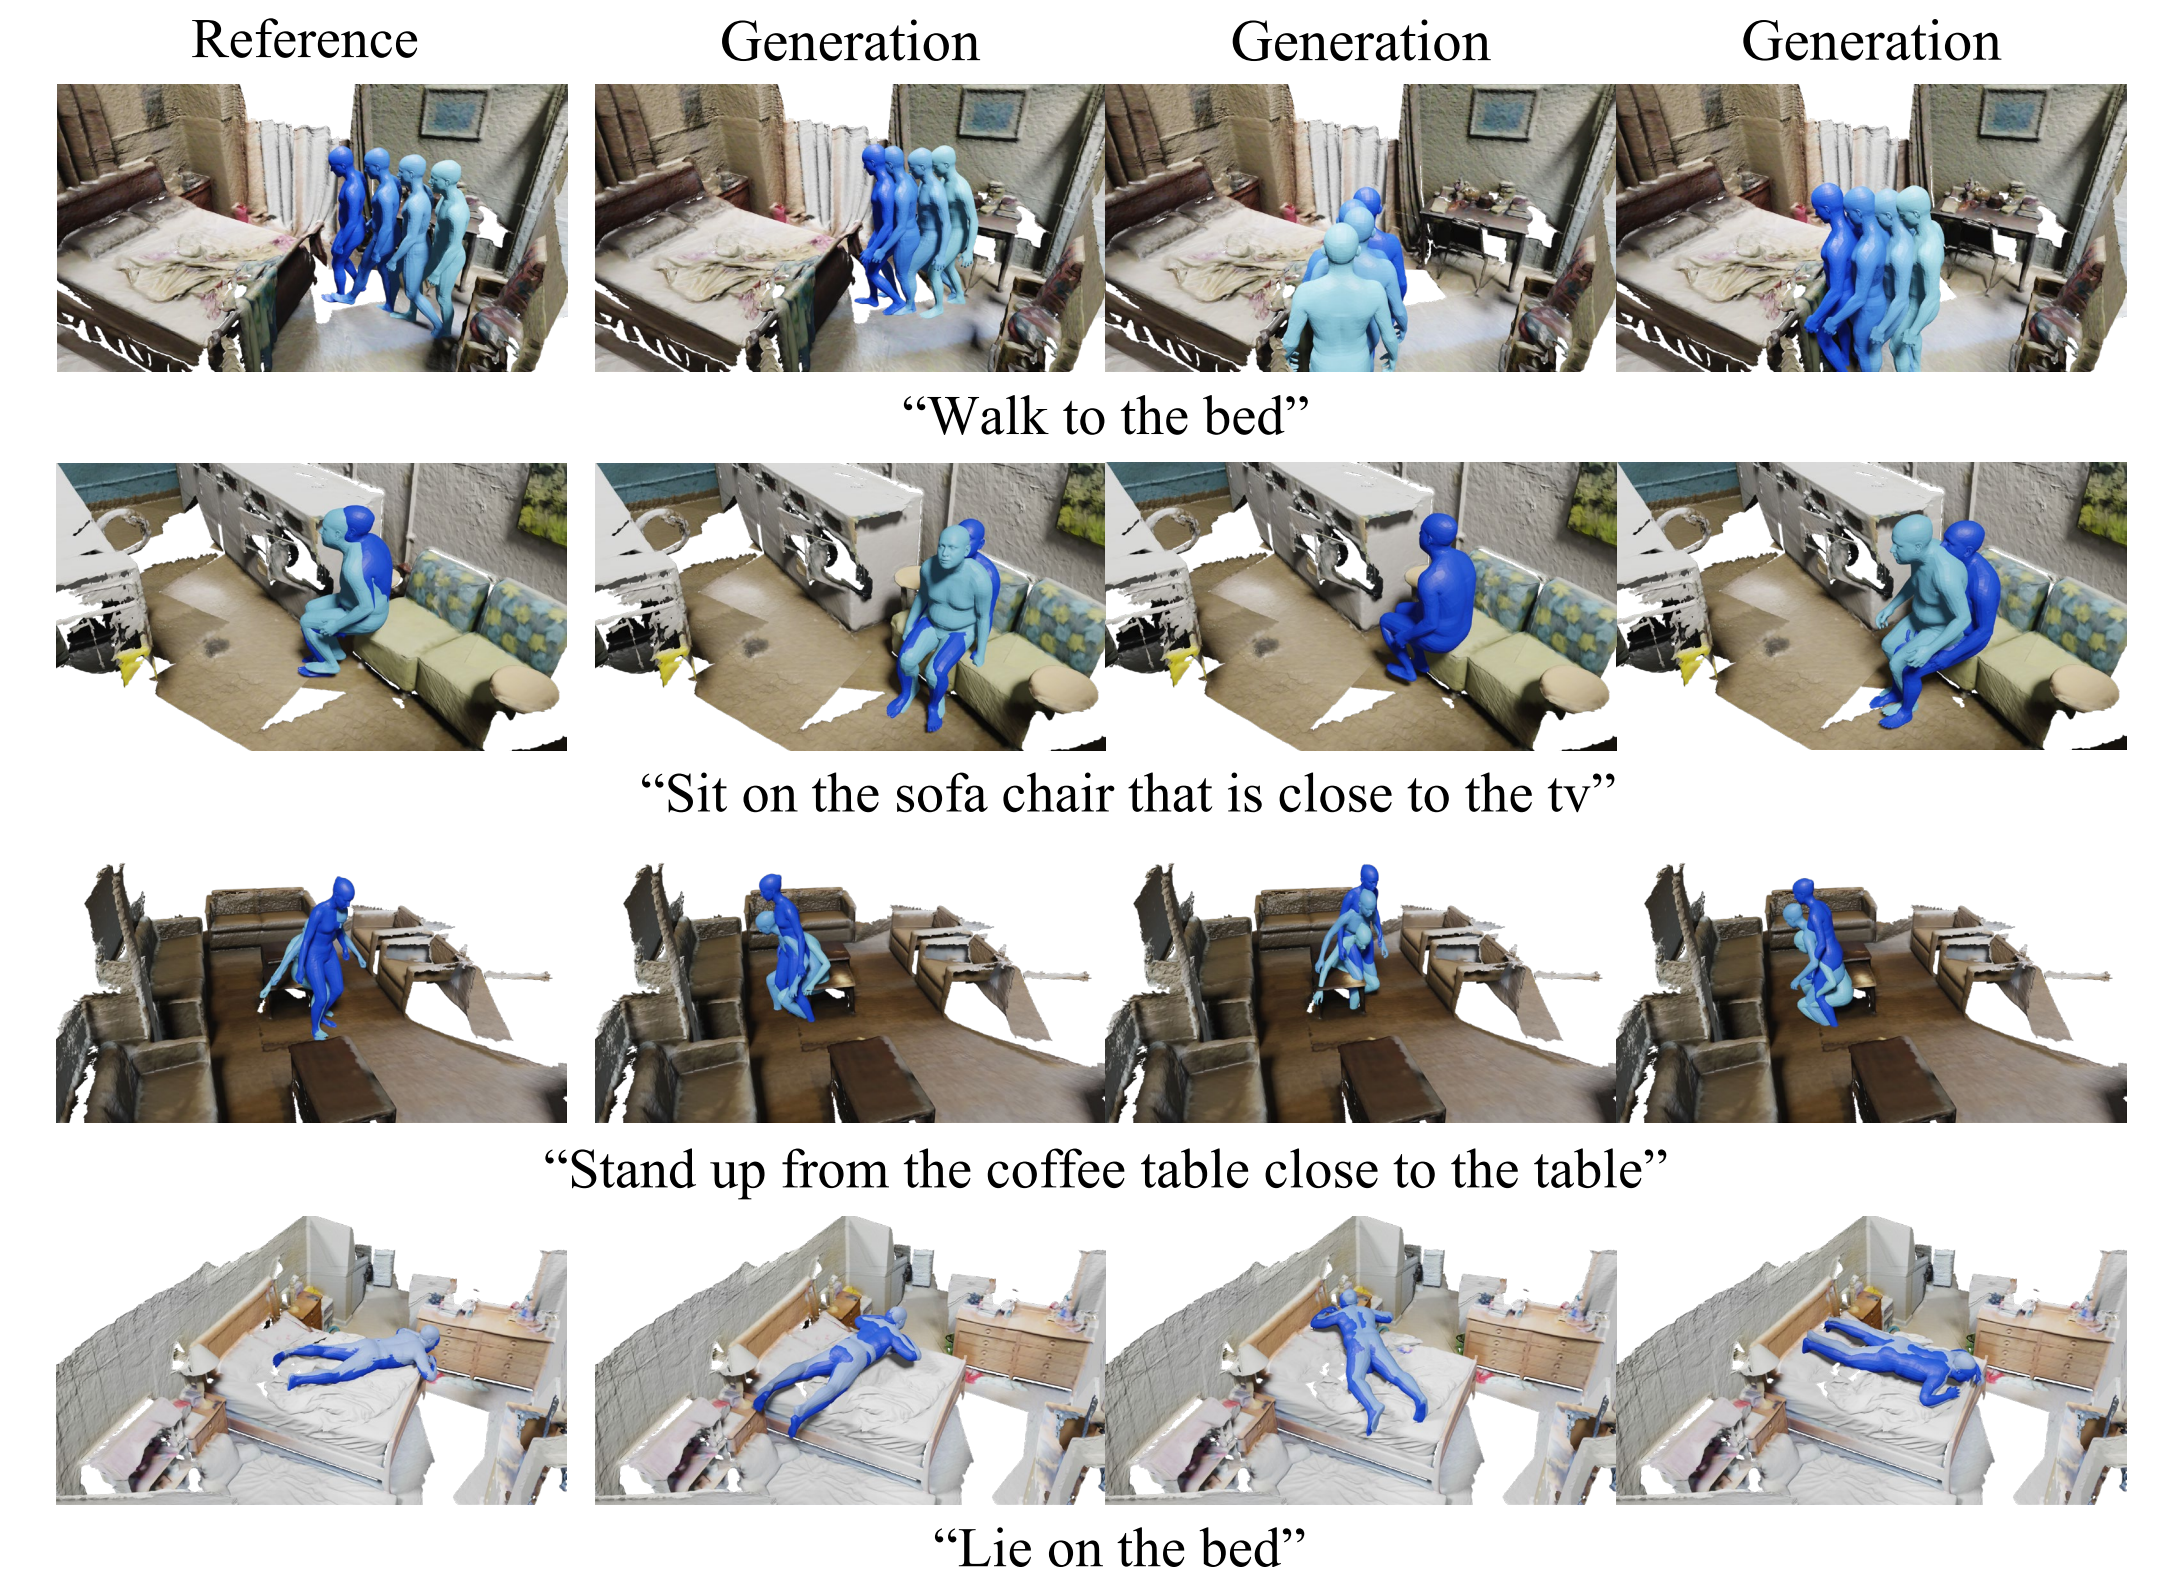 Reference Generation Generation Generation
“Walk to the bed”
“Sit on the sofa chair that is close to the tv”
“Stand up from the coffee table close to the table”
“Lie on the bed”